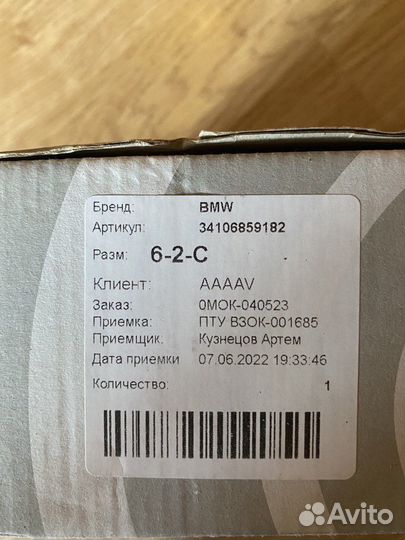 Бренд: BMW
Артикул: 34106859182
Разм: 6-2-С
Клиент: AAAAV
Заказ: 0МОК-040523
Приемка: ПТУ ВЗОК-001685
Приемщик: Кузнецов Артем
Дата приемки 07.06.2022 19:33:46
Количество: 1
Avito